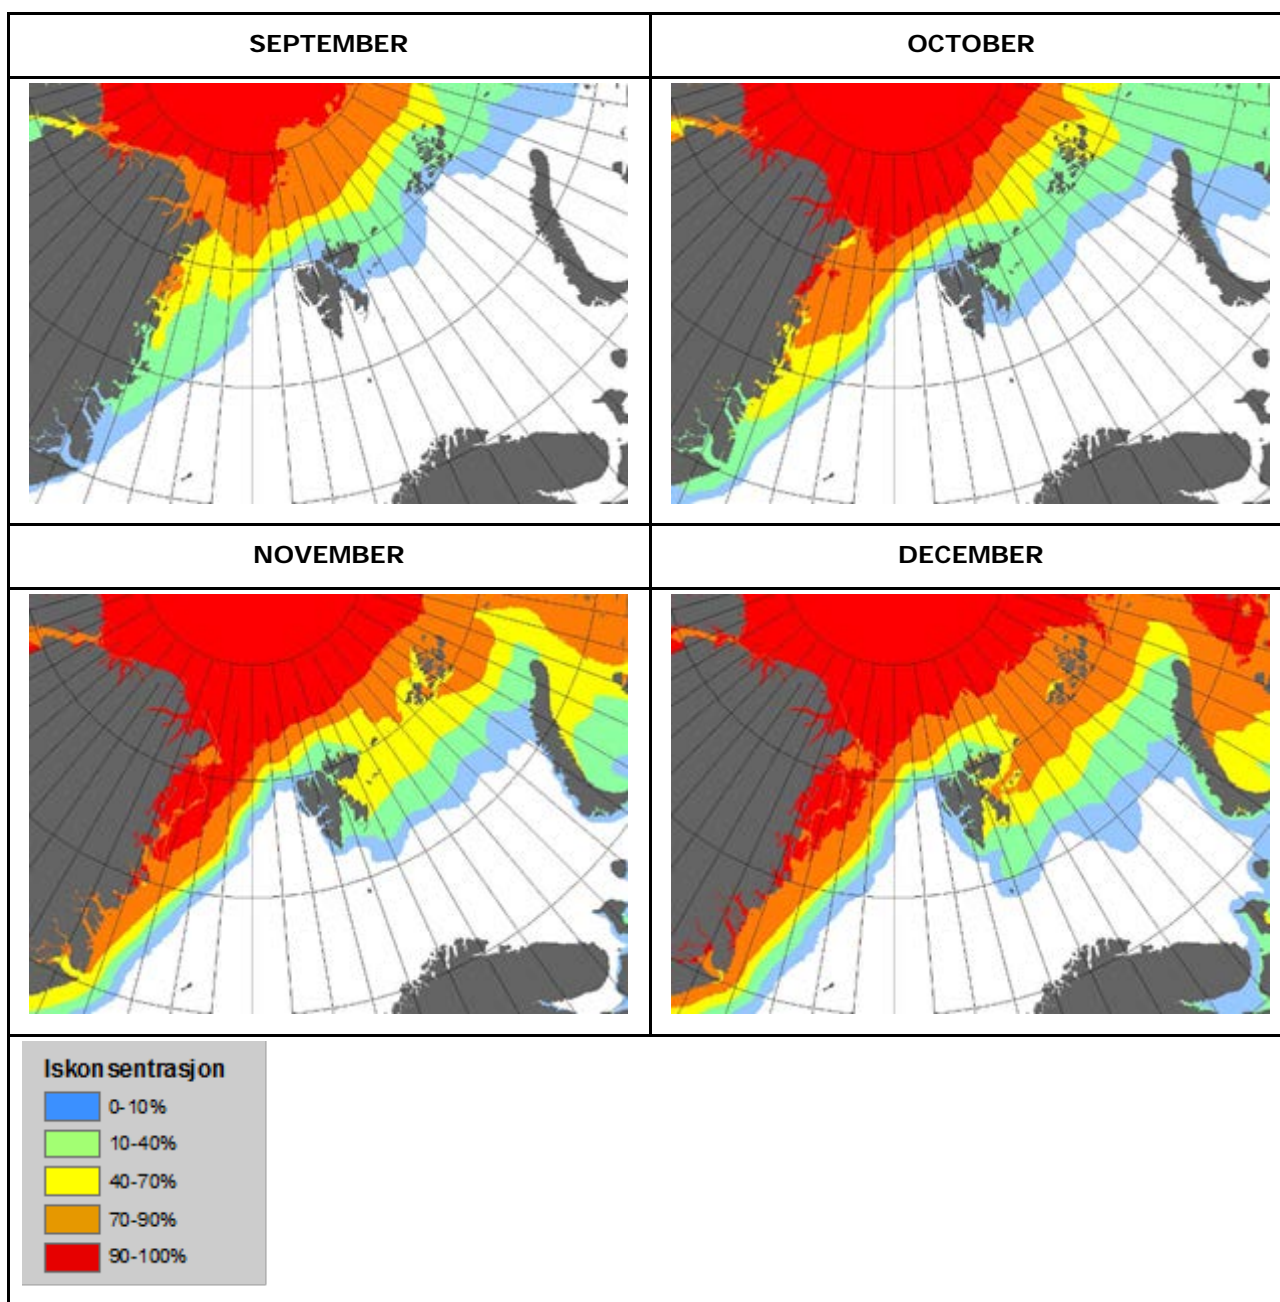 SEPTEMBER
OCTOBER
NOVEMBER
DECEMBER
Iskonsentrasjon
0-10%
10-40%
40-70%
70-90%
90-100%